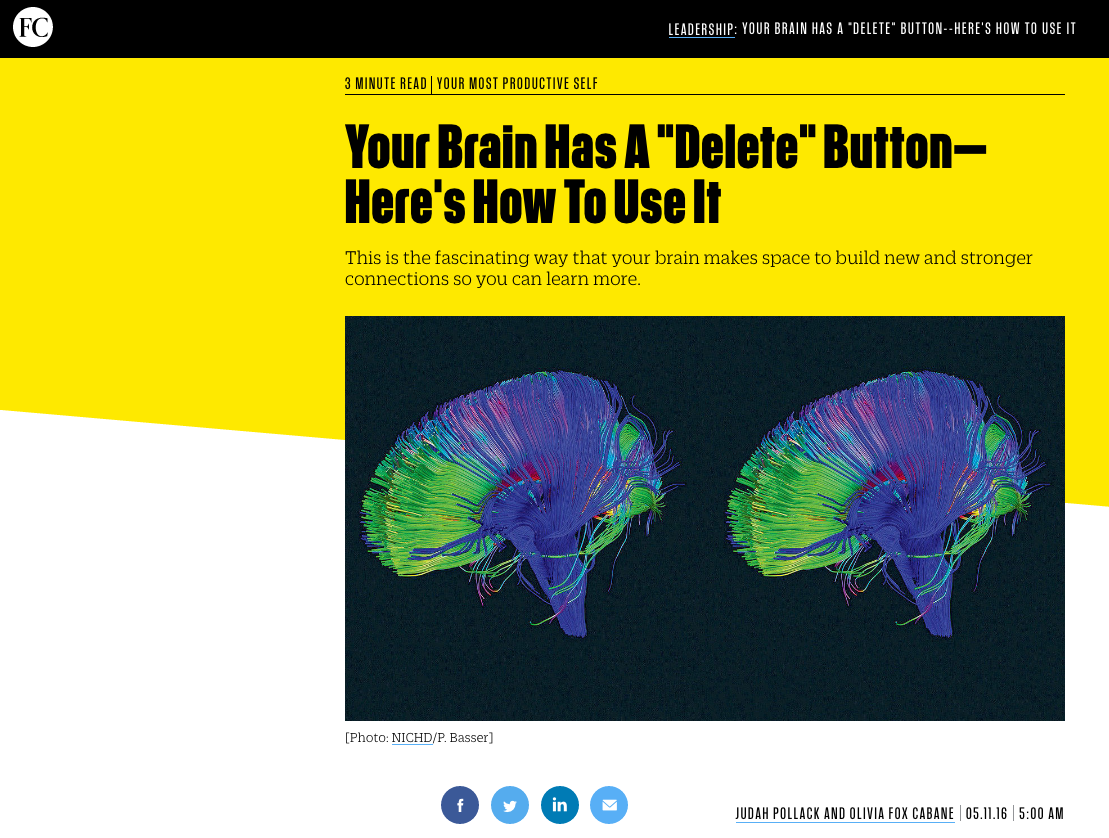 FC
LEADERSHIP: YOUR BRAIN HAS A "DELETE" BUTTON--HERE'S HOW TO USE IT
3 MINUTE READ | YOUR MOST PRODUCTIVE SELF
Your Brain Has A "Delete" Button—
Here's How To Use It
This is the fascinating way that your brain makes space to build new and stronger
connections so you can learn more.
[Photo: NICHD/P. Basser]
f
in
JUDAH POLLACK AND OLIVIA FOX CABANE | 05.11.16 | 5:00 AM